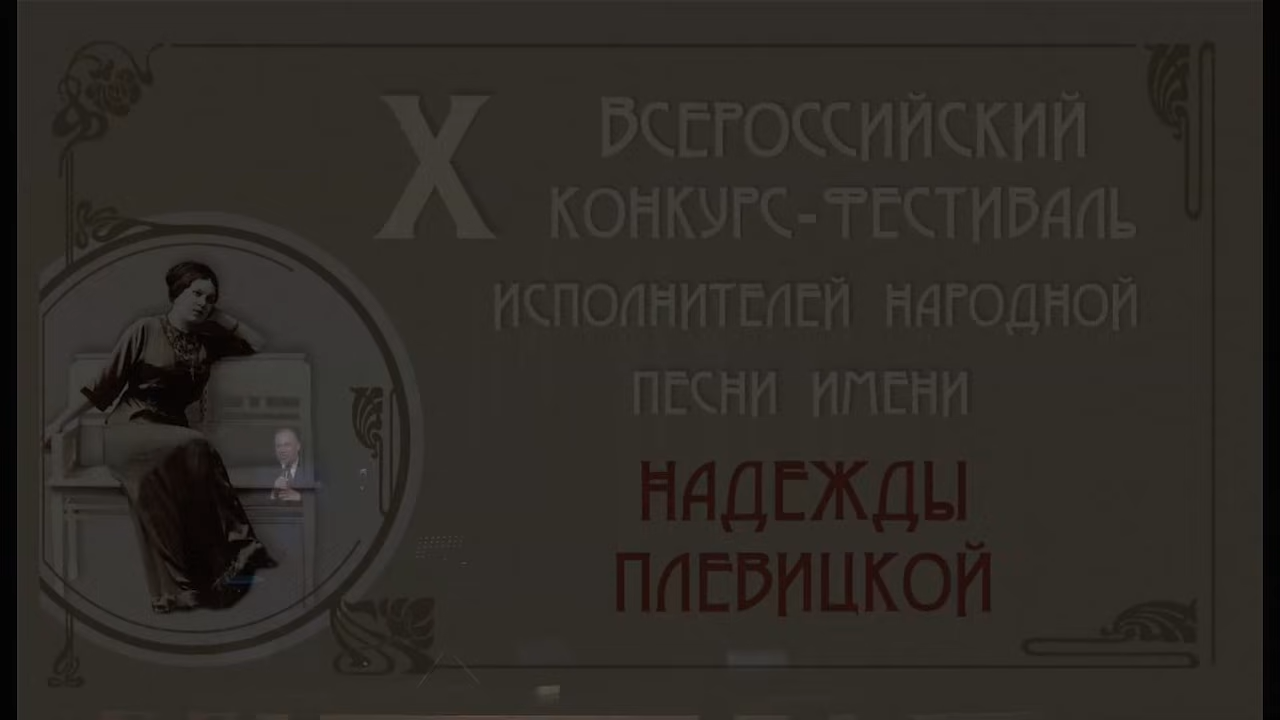 X Всероссийский
конкурс-фестиваль
исполнителей народной
песни имени
Надежды
Плевицкой